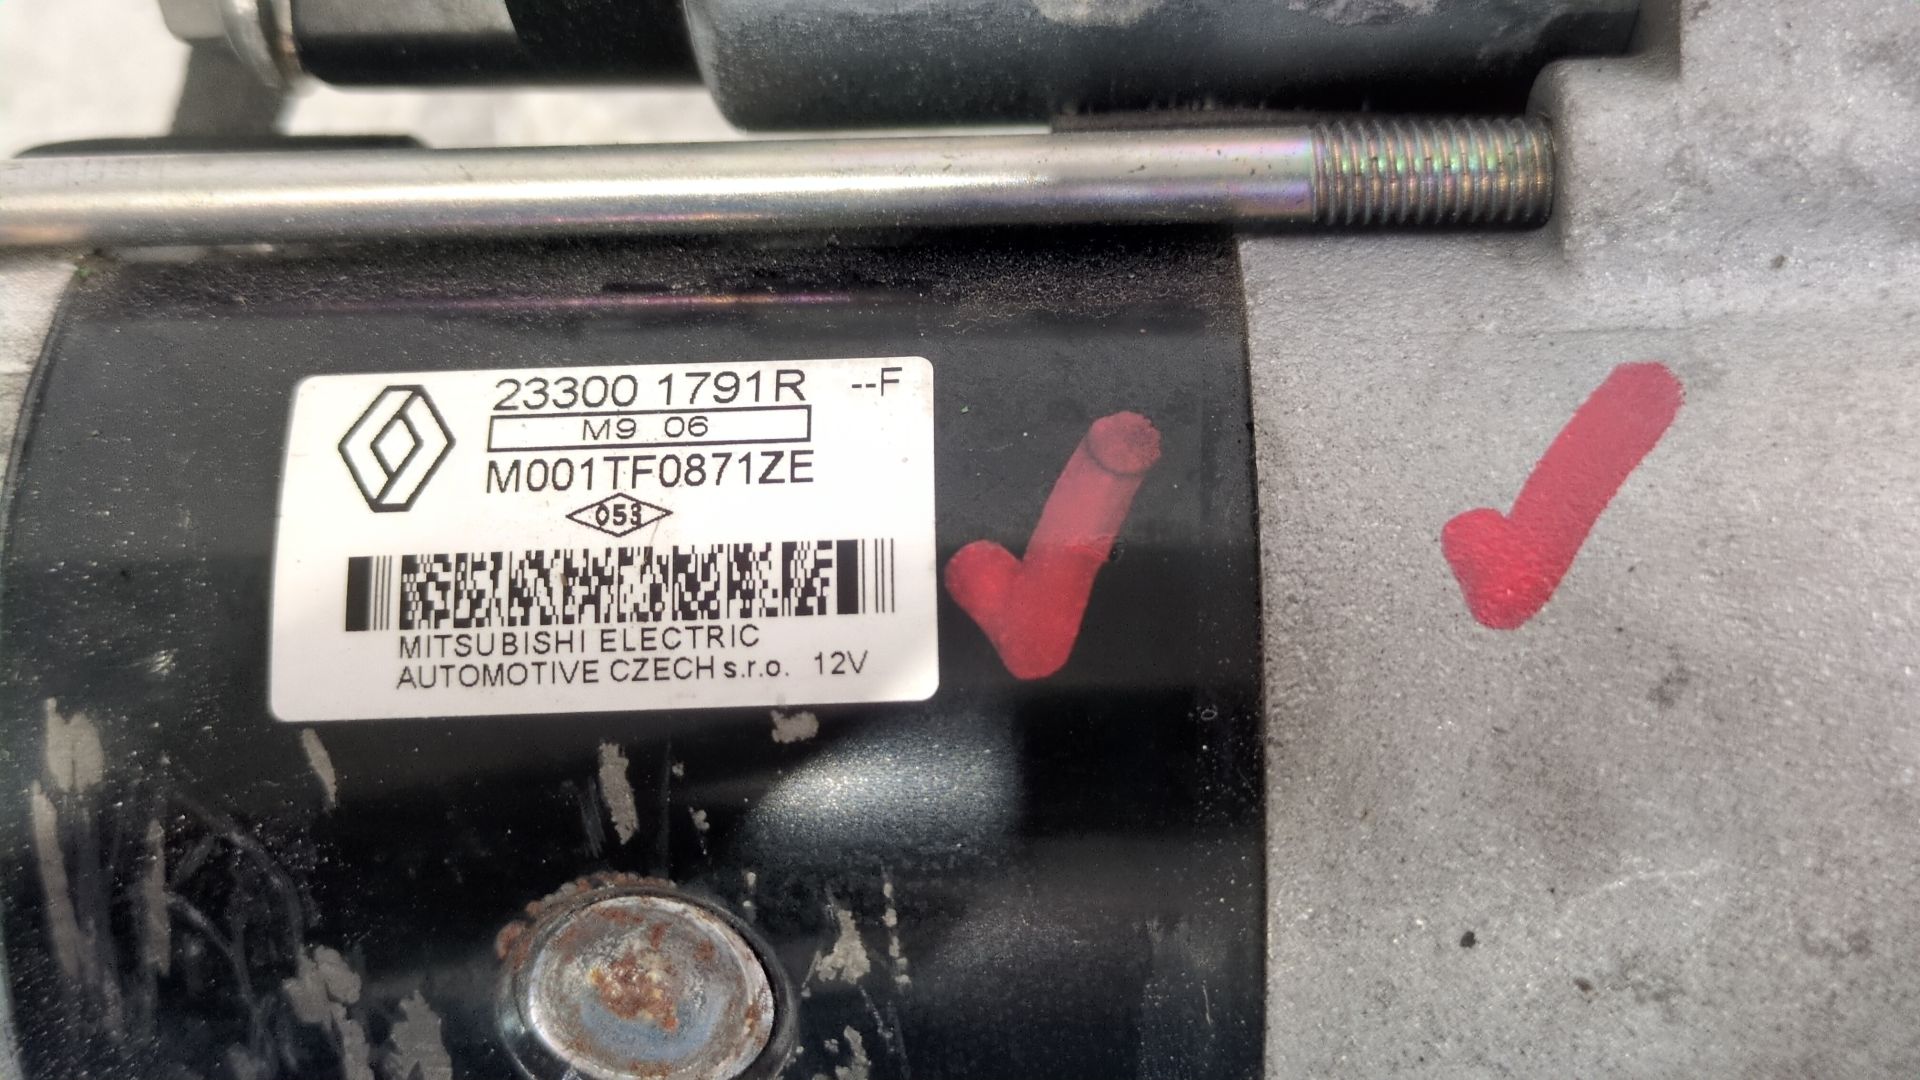 23300 1791R --F
M9 06
M001TF0871ZE
053
MITSUBISHI ELECTRIC
AUTOMOTIVE CZECH s.r.o. 12V